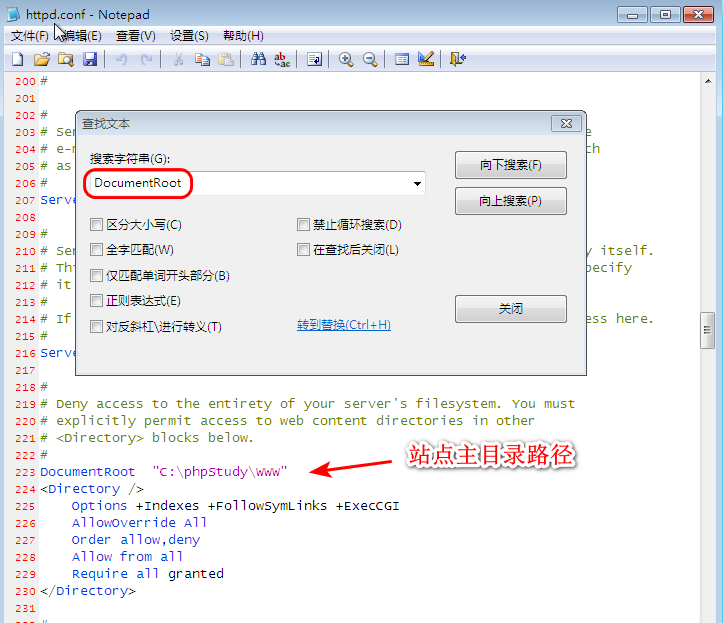 httpd.conf - Notepad
文件(F) 编辑(E) 查看(V) 设置(S) 帮助(H)
200 #
201
202 #
203 # Ser e
204 # e-m ch
205 # as
206 #
207 Serve
208
209 #
210 # Ser y itself.
211 # Thi ecify
212 # it
213 #
214 # If ess here.
215 #
216 Serve
217
查找文本
搜索字符串(G):
DocumentRoot
向下搜索(F)
向上搜索(P)
区分大小写(C) 禁止循环搜索(D)
全字匹配(W) 在查找后关闭(L)
仅匹配单词开头部分(B)
正则表达式(E) 关闭
对反斜杠\进行转义(T) 转到替换(Ctrl+H)
218 #
219 # Deny access to the entirety of your server's filesystem. You must
220 # explicitly permit access to web content directories in other
221 # <Directory> blocks below.
222 #
站点主目录路径
223 DocumentRoot "C:\phpStudy\WWW"
224 <Directory />
225 Options +Indexes +FollowSymLinks +ExecCGI
226 AllowOverride All
227 Order allow,deny
228 Allow from all
229 Require all granted
230 </Directory>
231